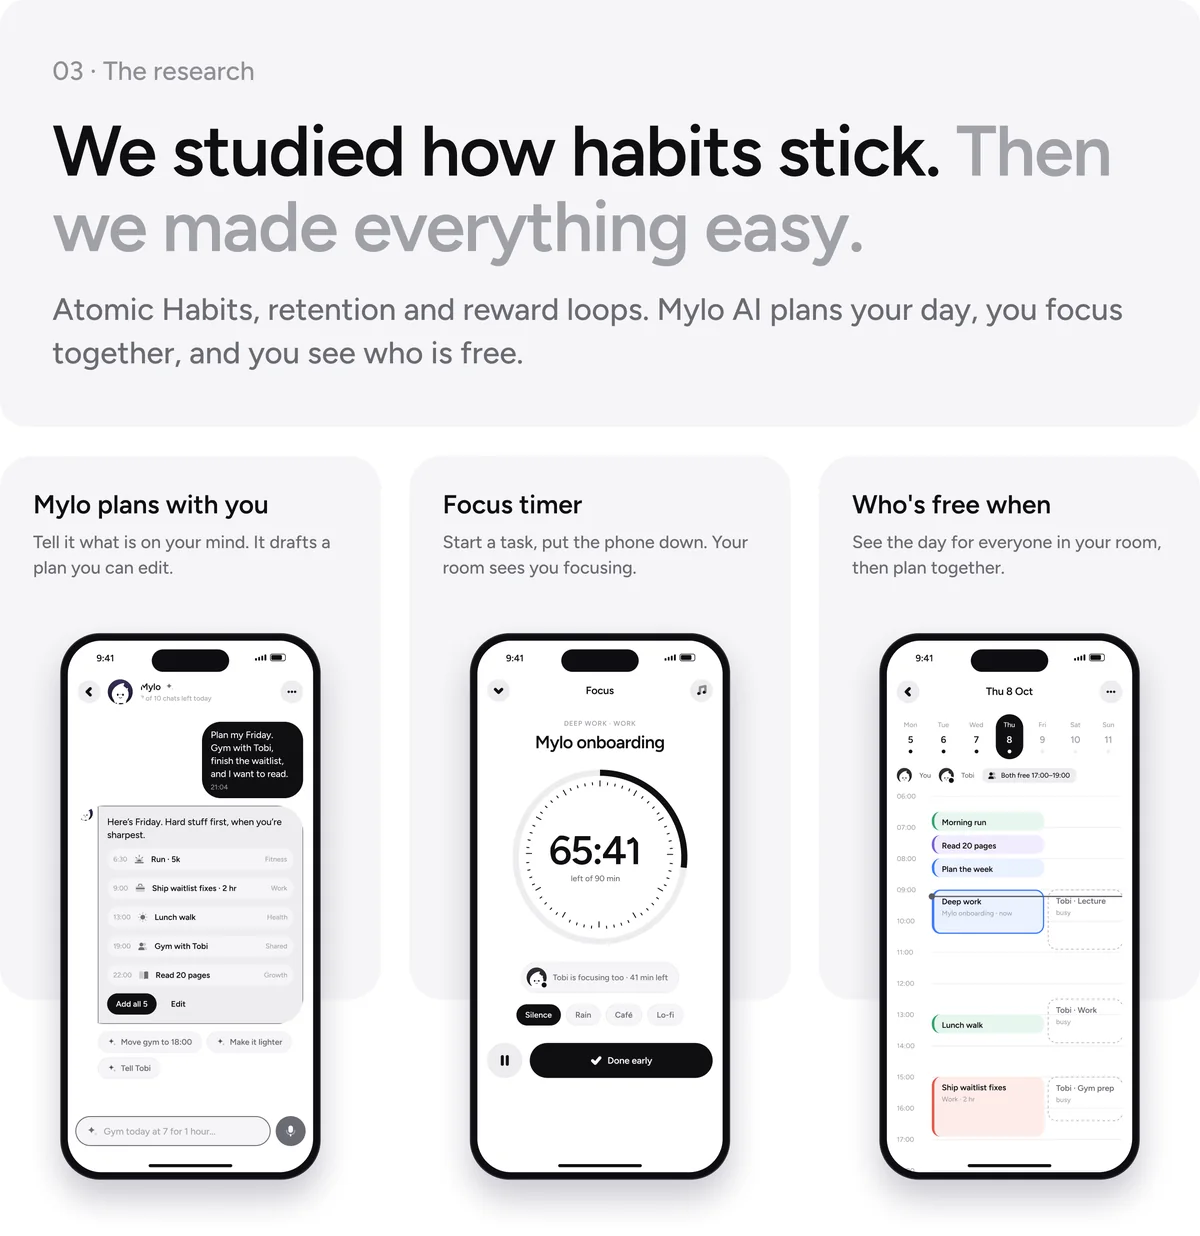 03 · The research
We studied how habits stick. Then
we made everything easy.
Atomic Habits, retention and reward loops. Mylo AI plans your day, you focus
together, and you see who is free.
Mylo plans with you
Tell it what is on your mind. It drafts a
plan you can edit.
9:41
Mylo
of 10 chats left today
Plan my Friday.
Gym with Tobi,
finish the waitlist,
and I want to read.
21:04
Here's Friday. Hard stuff first, when you're
sharpest.
6:30 Run · 5k Fitness
9:00 Ship waitlist fixes · 2 hr Work
13:00 Lunch walk Health
19:00 Gym with Tobi Shared
22:00 Read 20 pages Growth
Add all 5 Edit
Move gym to 18:00 Make it lighter
Tell Tobi
Gym today at 7 for 1 hour...
Focus timer
Start a task, put the phone down. Your
room sees you focusing.
9:41
Focus
DEEP WORK · WORK
Mylo onboarding
65:41
left of 90 min
Tobi is focusing too · 41 min left
Silence Rain Café Lo-fi
Done early
Who's free when
See the day for everyone in your room,
then plan together.
9:41
Thu 8 Oct
Mon Tue Wed Thu Fri Sat Sun
5 6 7 8 9 10 11
You Tobi Both free 17:00–19:00
06:00
Morning run
07:00
Read 20 pages
08:00
Plan the week
09:00
Deep work Tobi · Lecture
Mylo onboarding · now busy
10:00
11:00
12:00
Tobi · Work
13:00
busy
Lunch walk
14:00
15:00
Ship waitlist fixes Tobi · Gym prep
Work · 2 hr busy
16:00
17:00